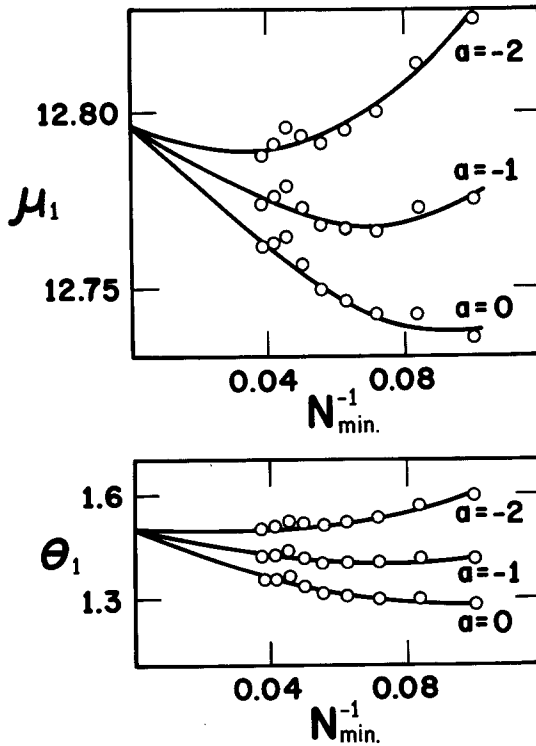 a=-2
12.80
a=-1
μ₁
12.75
a=0
0.04 0.08
N⁻¹min.
1.6
a=-2
θ₁
a=-1
1.3
a=0
0.04 0.08
N⁻¹min.